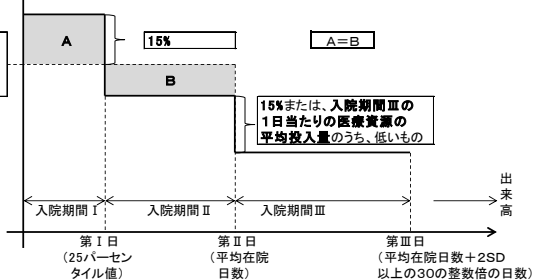 A
15%
A=B
B
15%または、入院期間Ⅲの
1日当たりの医療資源の
平均投入量のうち、低いもの
出来高
入院期間Ⅰ
入院期間Ⅱ
入院期間Ⅲ
第Ⅰ日
(25パーセン
タイル値)
第Ⅱ日
(平均在院
日数)
第Ⅲ日
(平均在院日数+2SD
以上の30の整数倍の日数)